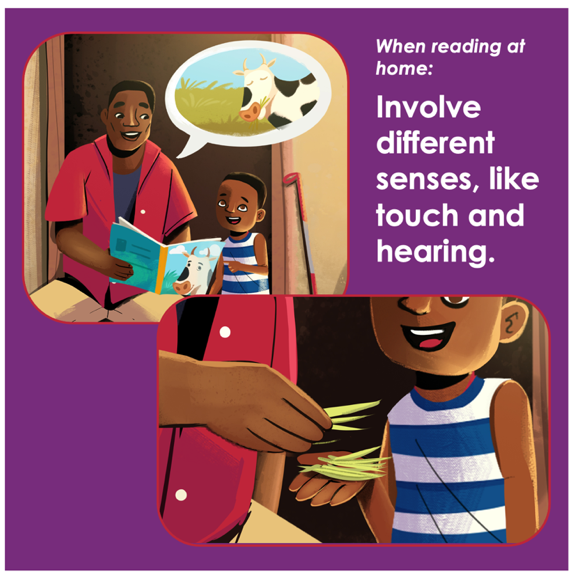 When reading at
home:
Involve
different
senses, like
touch and
hearing.